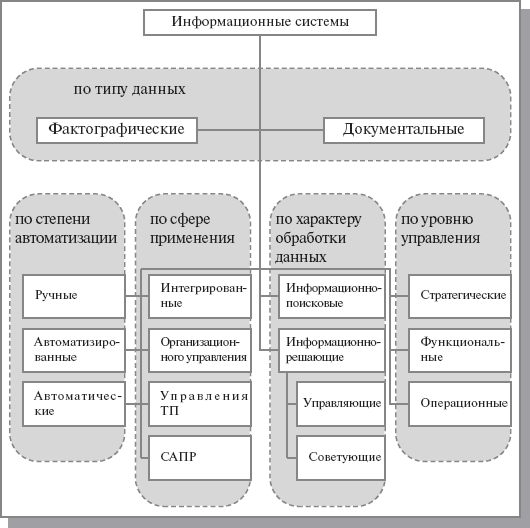 Информационные системы
по типу данных
Фактографические
Документальные
по степени
автоматизации
Ручные
Автоматизиро-
ванные
Автоматичес-
кие
по сфере
применения
Интегрирован-
ные
Организацион-
ного управления
Управления
ТП
САПР
по характеру
обработки
данных
Информационно-
поисковые
Информационно-
решающие
Управляющие
Советующие
по уровню
управления
Стратегические
Функциональ-
ные
Операционные